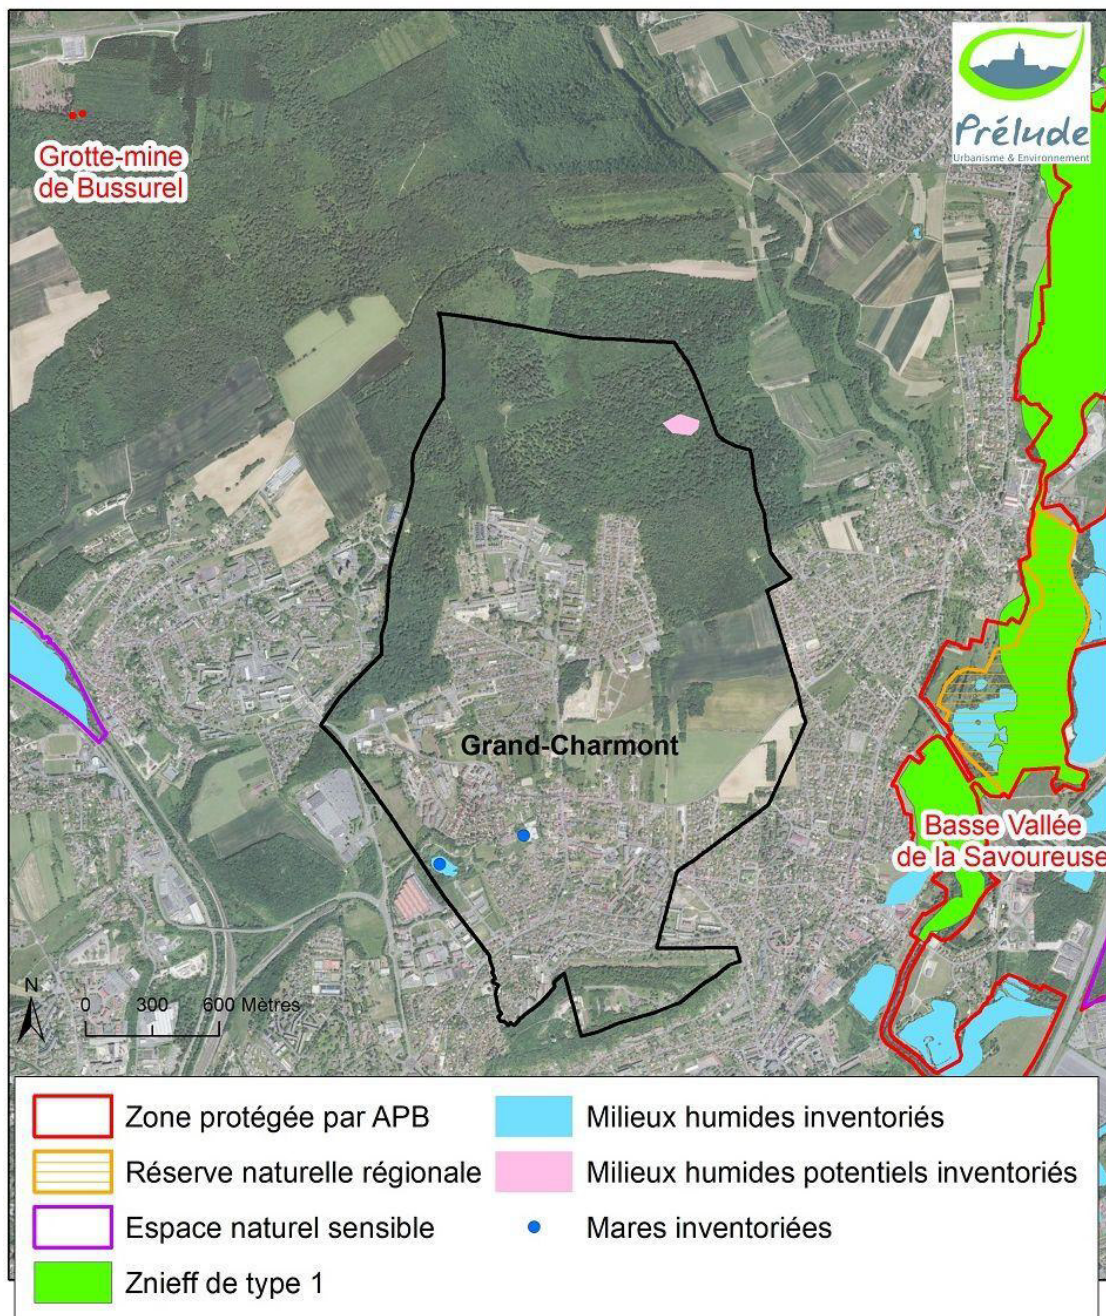 Prélude
Urbanisme & Environnement
Grotte-mine
de Bussurel
Grand-Charmont
Basse Vallée
de la Savoureuse
N
0 300 600 Mètres
Zone protégée par APB
Réserve naturelle régionale
Espace naturel sensible
Znieff de type 1
Milieux humides inventoriés
Milieux humides potentiels inventoriés
Mares inventoriées